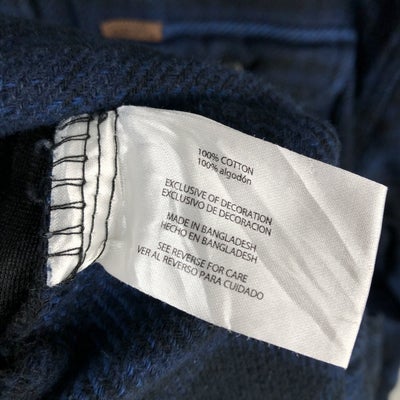 100% COTTON
100% algodón
EXCLUSIVE OF DECORATION
EXCLUSIVO DE DECORACION
MADE IN BANGLADESH
HECHO EN BANGLADESH
SEE REVENSE FOR CARE
VER AL REVERSO PARA CUIDADO